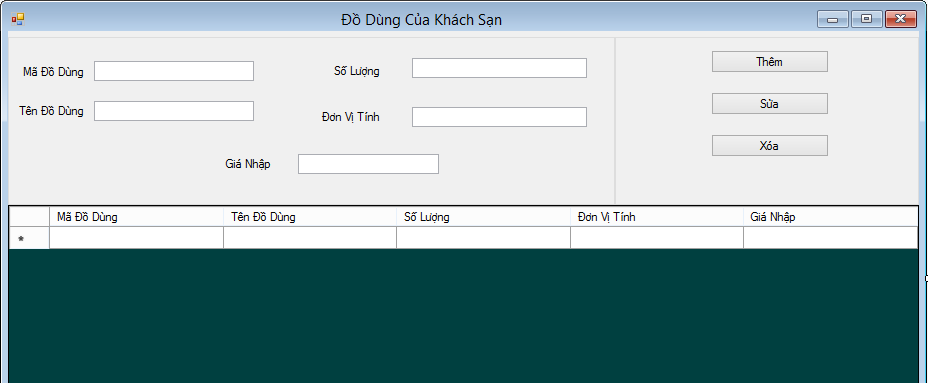 Đồ Dùng Của Khách Sạn
Mã Đồ Dùng
Số Lượng
Thêm
Tên Đồ Dùng
Đơn Vị Tính
Sửa
Giá Nhập
Xóa
Mã Đồ Dùng Tên Đồ Dùng Số Lượng Đơn Vị Tính Giá Nhập
*